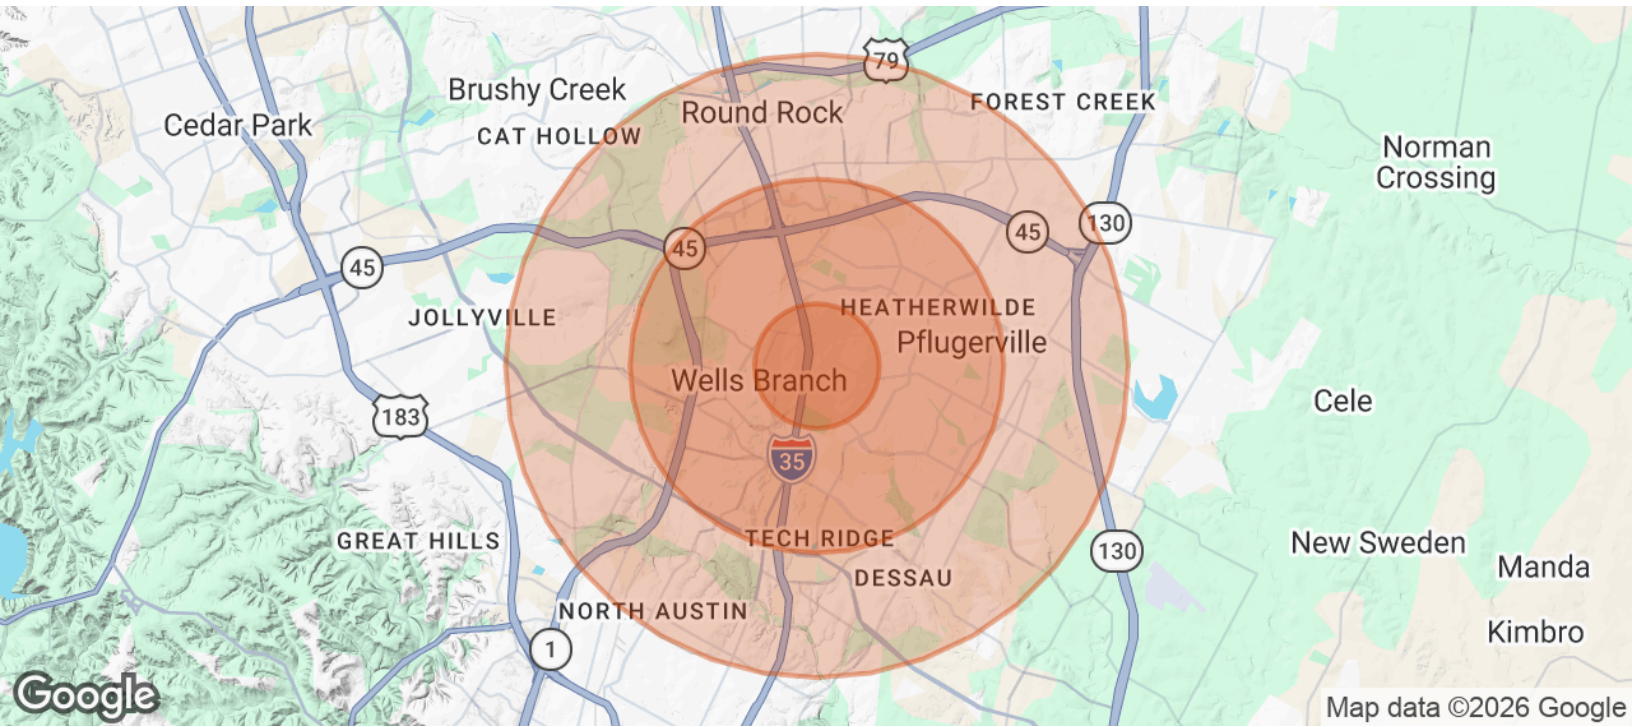 79
Brushy Creek
FOREST CREEK
Round Rock
Cedar Park
CAT HOLLOW
Norman
Crossing
130
45
45
45
HEATHERWILDE
JOLLYVILLE
Pflugerville
Wells Branch
Cele
183
35
TECH RIDGE
GREAT HILLS
New Sweden
130
Manda
DESSAU
NORTH AUSTIN
Kimbro
1
Google
Map data ©2026 Google